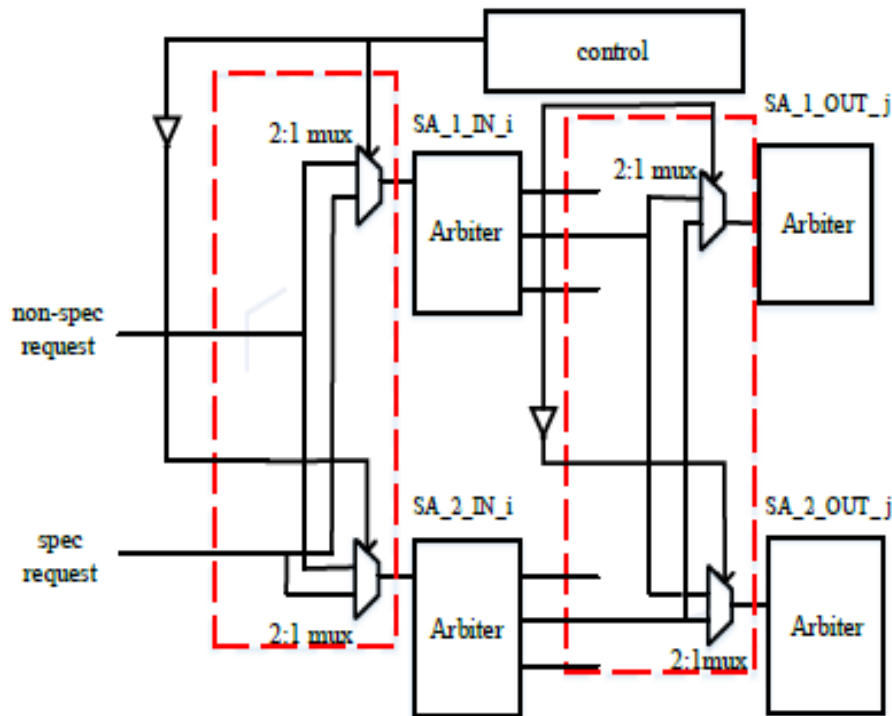 control
SA_1_OUT_j
SA_1_IN_i
2:1 mux
2:1 mux
Arbiter
Arbiter
non-spec
request
SA_2_IN_i
SA_2_OUT_j
spec
request
Arbiter
Arbiter
2:1 mux
2:1mux